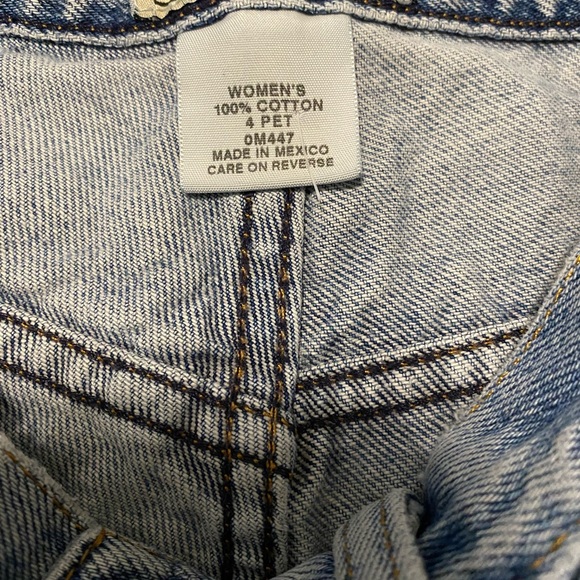 WOMEN'S
100% COTTON
4 PET
0M447
MADE IN MEXICO
CARE ON REVERSE